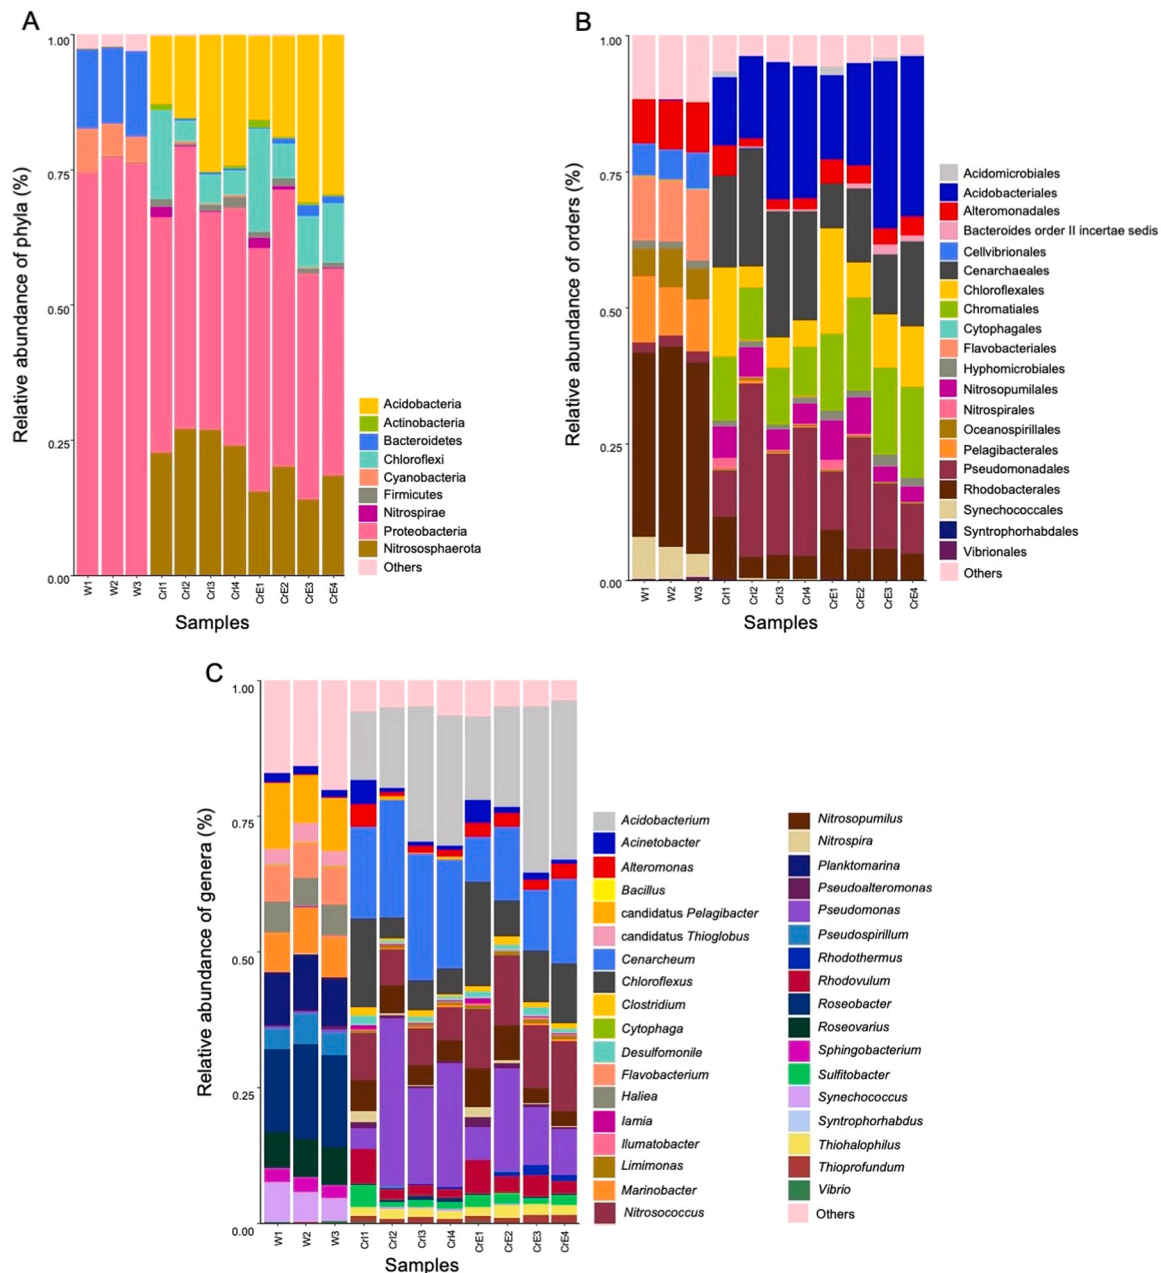 A
Relative abundance of phyla (%)
1.00
0.75
0.50
0.25
0.00
W1 W2 W3 CrI1 CrI2 CrI3 CrI4 CrE1 CrE2 CrE3 CrE4
Samples
Acidobacteria
Actinobacteria
Bacteroidetes
Chloroflexi
Cyanobacteria
Firmicutes
Nitrospirae
Proteobacteria
Nitrososphaerota
Others
B
Relative abundance of orders (%)
1.00
0.75
0.50
0.25
0.00
W1 W2 W3 CrI1 CrI2 CrI3 CrI4 CrE1 CrE2 CrE3 CrE4
Samples
Acidomicrobiales
Acidobacteriales
Alteromonadales
Bacteroides order II incertae sedis
Cellvibrionales
Cenarchaeales
Chloroflexales
Chromatiales
Cytophagales
Flavobacteriales
Hyphomicrobiales
Nitrosopumilales
Nitrospirales
Oceanospirillales
Pelagibacterales
Pseudomonadales
Rhodobacterales
Synechococcales
Syntrophorhabdales
Vibrionales
Others
C
Relative abundance of genera (%)
1.00
0.75
0.50
0.25
0.00
W1 W2 W3 CrI1 CrI2 CrI3 CrI4 CrE1 CrE2 CrE3 CrE4
Samples
Acidobacterium
Acinetobacter
Alteromonas
Bacillus
candidatus Pelagibacter
candidatus Thioglobus
Cenarcheum
Chloroflexus
Clostridium
Cytophaga
Desulfomonile
Flavobacterium
Haliea
Iamia
Ilumatobacter
Limimonas
Marinobacter
Nitrosococcus
Nitrosopumilus
Nitrospira
Planktomarina
Pseudoalteromonas
Pseudomonas
Pseudospirillum
Rhodothermus
Rhodovulum
Roseobacter
Roseovarius
Sphingobacterium
Sulfitobacter
Synechococcus
Syntrophorhabdus
Thiohalophilus
Thioprofundum
Vibrio
Others